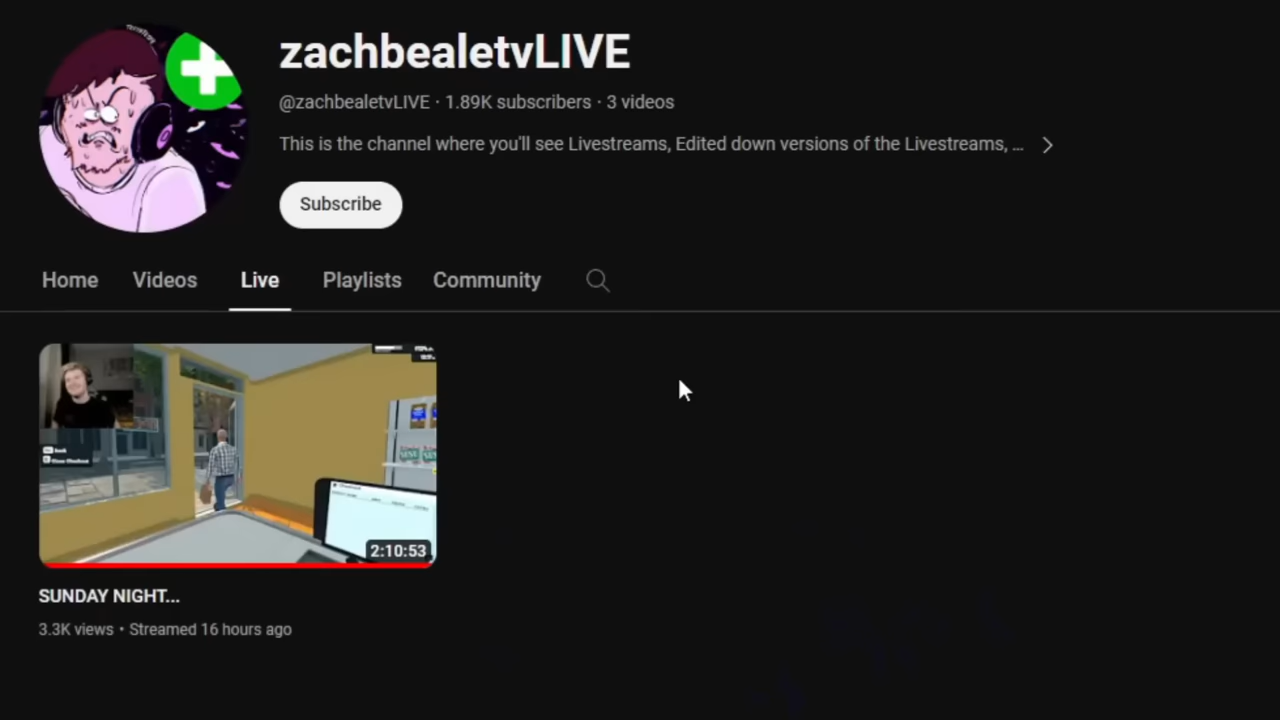 zachbealetvLIVE
@zachbealetvLIVE · 1.89K subscribers · 3 videos
This is the channel where you'll see Livestreams, Edited down versions of the Livestreams, ...
Subscribe
Home Videos Live Playlists Community
2:10:53
SUNDAY NIGHT...
3.3K views • Streamed 16 hours ago